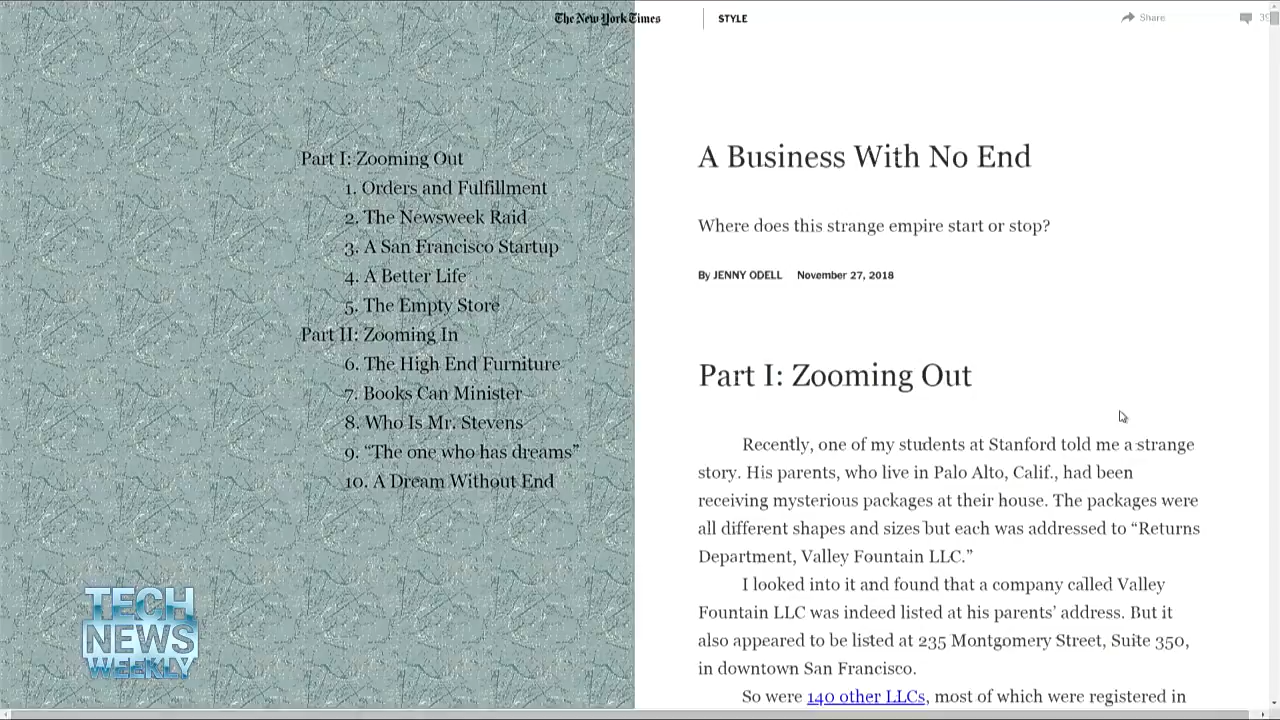 The New York Times
STYLE
Share
Part I: Zooming Out
1. Orders and Fulfillment
2. The Newsweek Raid
3. A San Francisco Startup
4. A Better Life
5. The Empty Store
Part II: Zooming In
6. The High End Furniture
7. Books Can Minister
8. Who Is Mr. Stevens
9. “The one who has dreams”
10. A Dream Without End
A Business With No End
Where does this strange empire start or stop?
By JENNY ODELL November 27, 2018
Part I: Zooming Out
Recently, one of my students at Stanford told me a strange
story. His parents, who live in Palo Alto, Calif., had been
receiving mysterious packages at their house. The packages were
all different shapes and sizes but each was addressed to “Returns
Department, Valley Fountain LLC.”
I looked into it and found that a company called Valley
Fountain LLC was indeed listed at his parents’ address. But it
also appeared to be listed at 235 Montgomery Street, Suite 350,
in downtown San Francisco.
So were 140 other LLCs, most of which were registered in
TECH
NEWS
WEEKLY